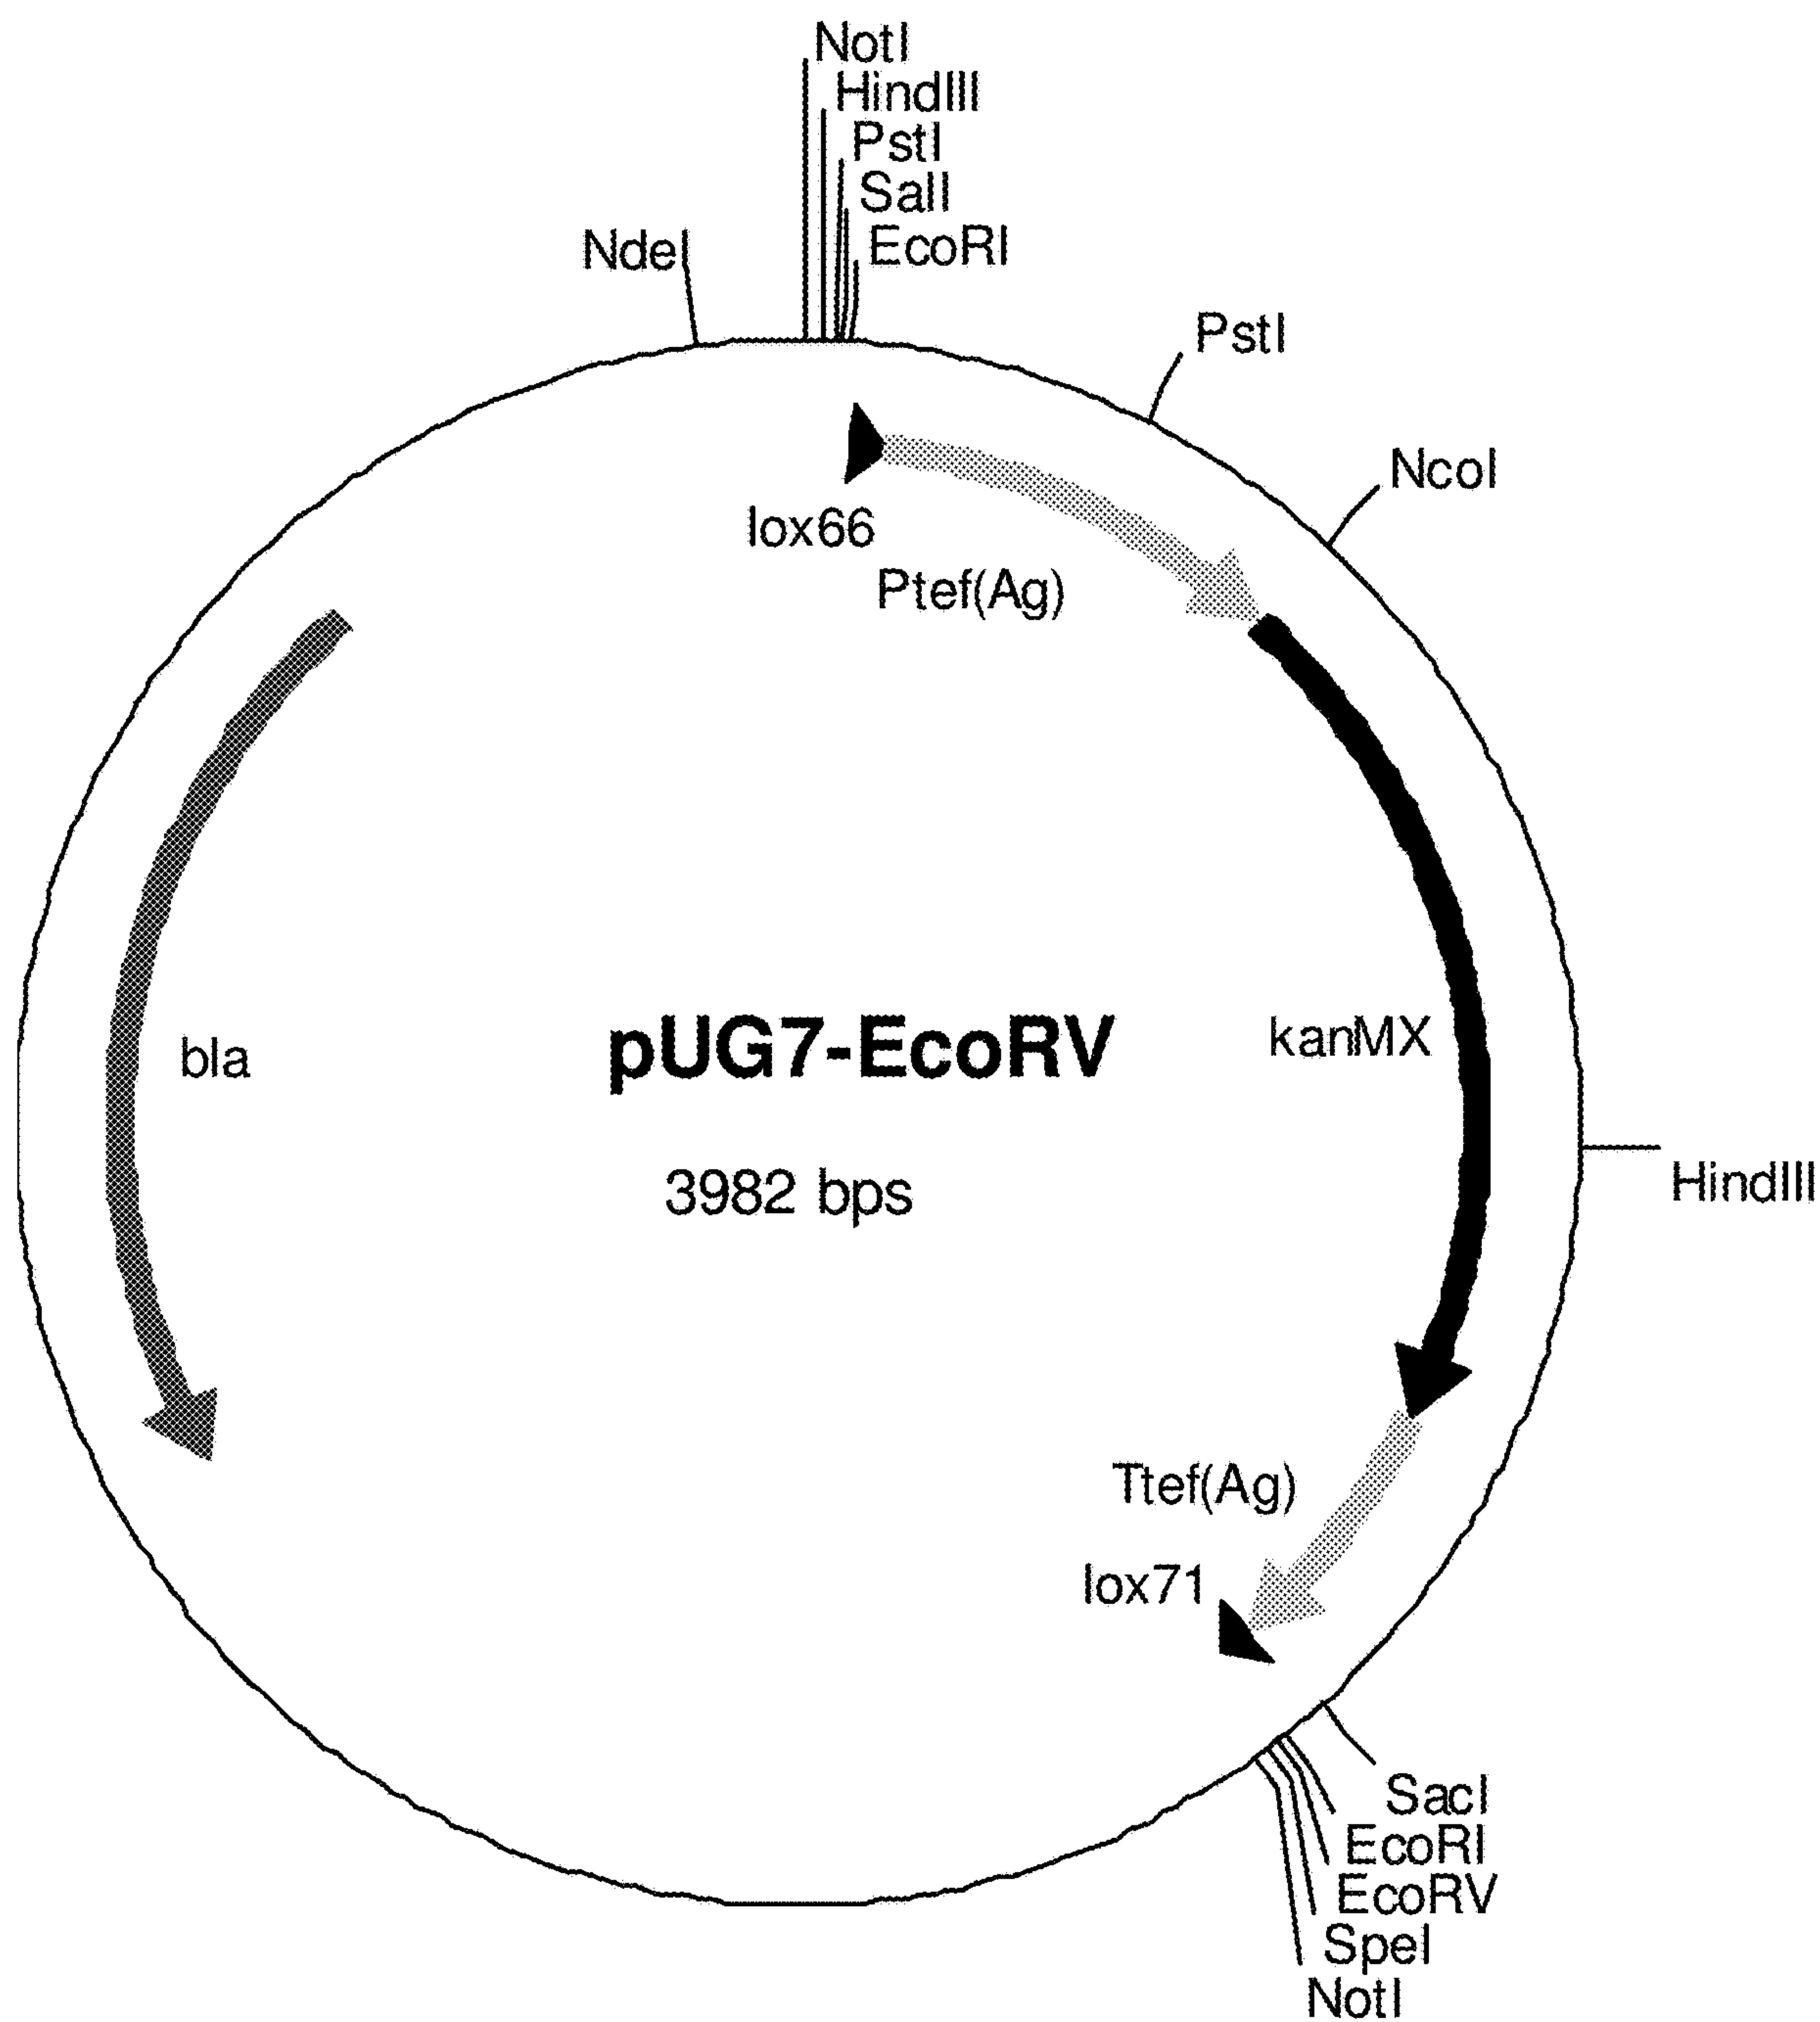 NotI
HindIII
PstI
SalI
EcoRI
NdeI
PstI
NcoI
lox66
Ptef(Ag)
pUG7-EcoRV
kanMX
bla
3982 bps
HindIII
Ttef(Ag)
lox71
SacI
EcoRI
EcoRV
SpeI
NotI